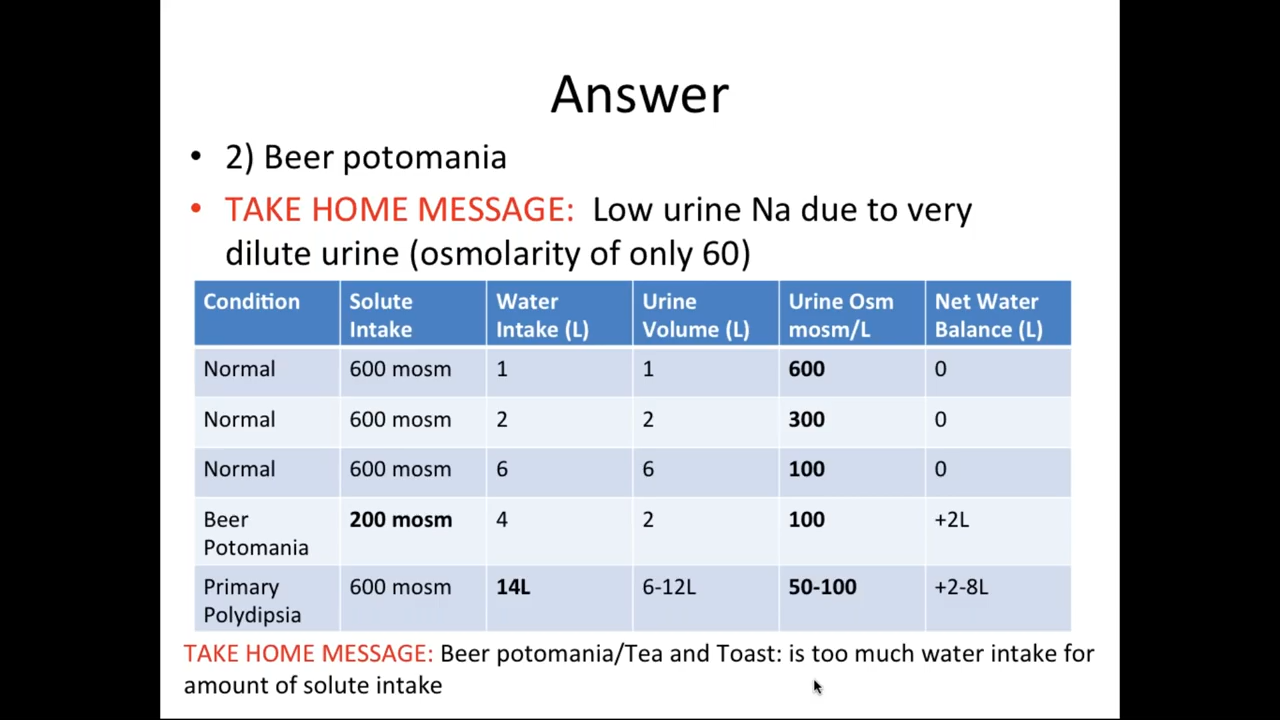 Answer
• 2) Beer potomania
• TAKE HOME MESSAGE: Low urine Na due to very
dilute urine (osmolarity of only 60)
Condition Solute Intake Water Intake (L) Urine Volume (L) Urine Osm mosm/L Net Water Balance (L)
Normal 600 mosm 1 1 600 0
Normal 600 mosm 2 2 300 0
Normal 600 mosm 6 6 100 0
Beer Potomania 200 mosm 4 2 100 +2L
Primary Polydipsia 600 mosm 14L 6-12L 50-100 +2-8L
TAKE HOME MESSAGE: Beer potomania/Tea and Toast: is too much water intake for
amount of solute intake